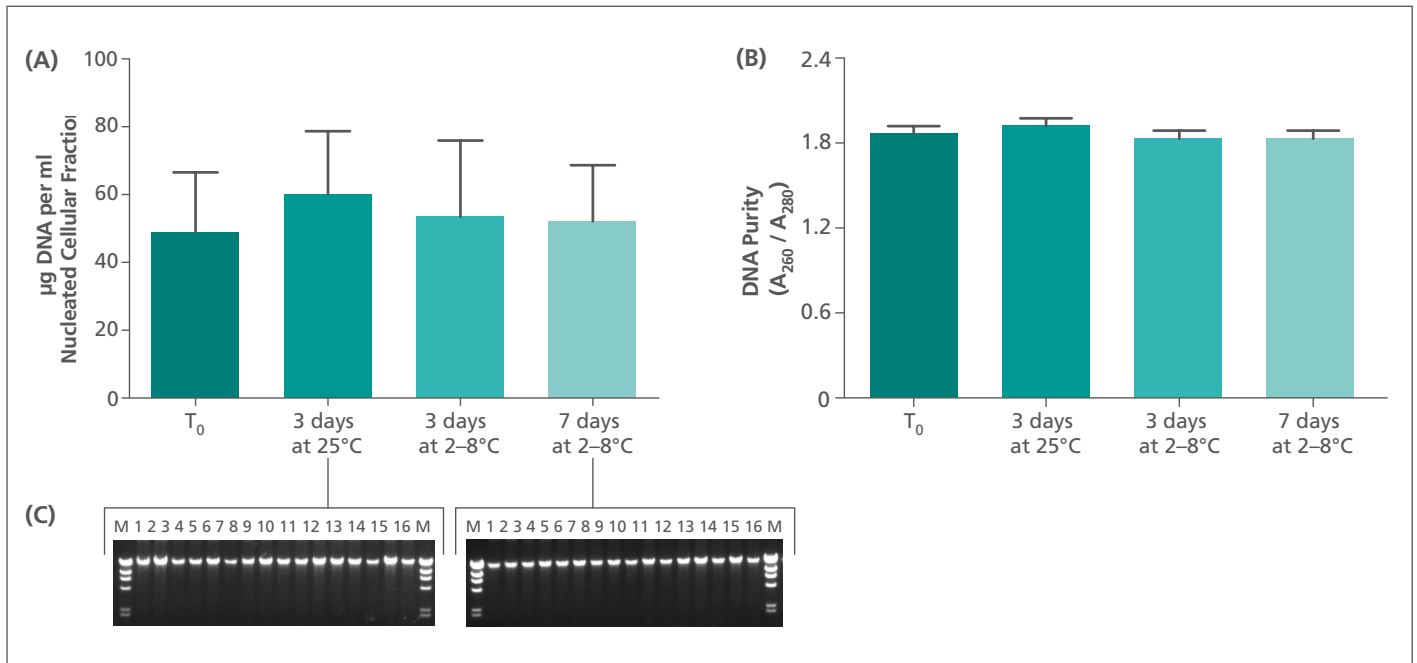 (A)
100
80
60
40
20
0
µg DNA per ml
Nucleated Cellular Fraction
T₀
3 days
at 25°C
3 days
at 2–8°C
7 days
at 2–8°C
(B)
2.4
1.8
1.2
0.6
0
DNA Purity
(A₂₆₀ / A₂₈₀)
T₀
3 days
at 25°C
3 days
at 2–8°C
7 days
at 2–8°C
(C)
M 1 2 3 4 5 6 7 8 9 10 11 12 13 14 15 16 M
M 1 2 3 4 5 6 7 8 9 10 11 12 13 14 15 16 M